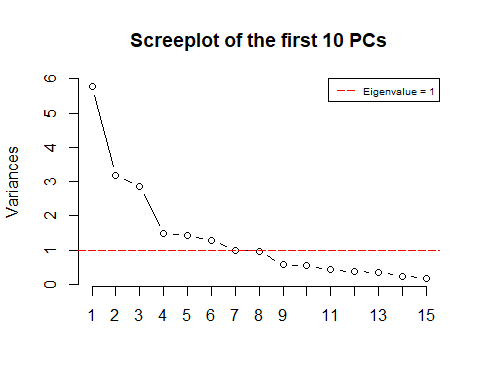 Screeplot of the first 10 PCs
Eigenvalue = 1
Variances
6
5
4
3
2
1
0
1 2 3 4 5 6 7 8 9 11 13 15